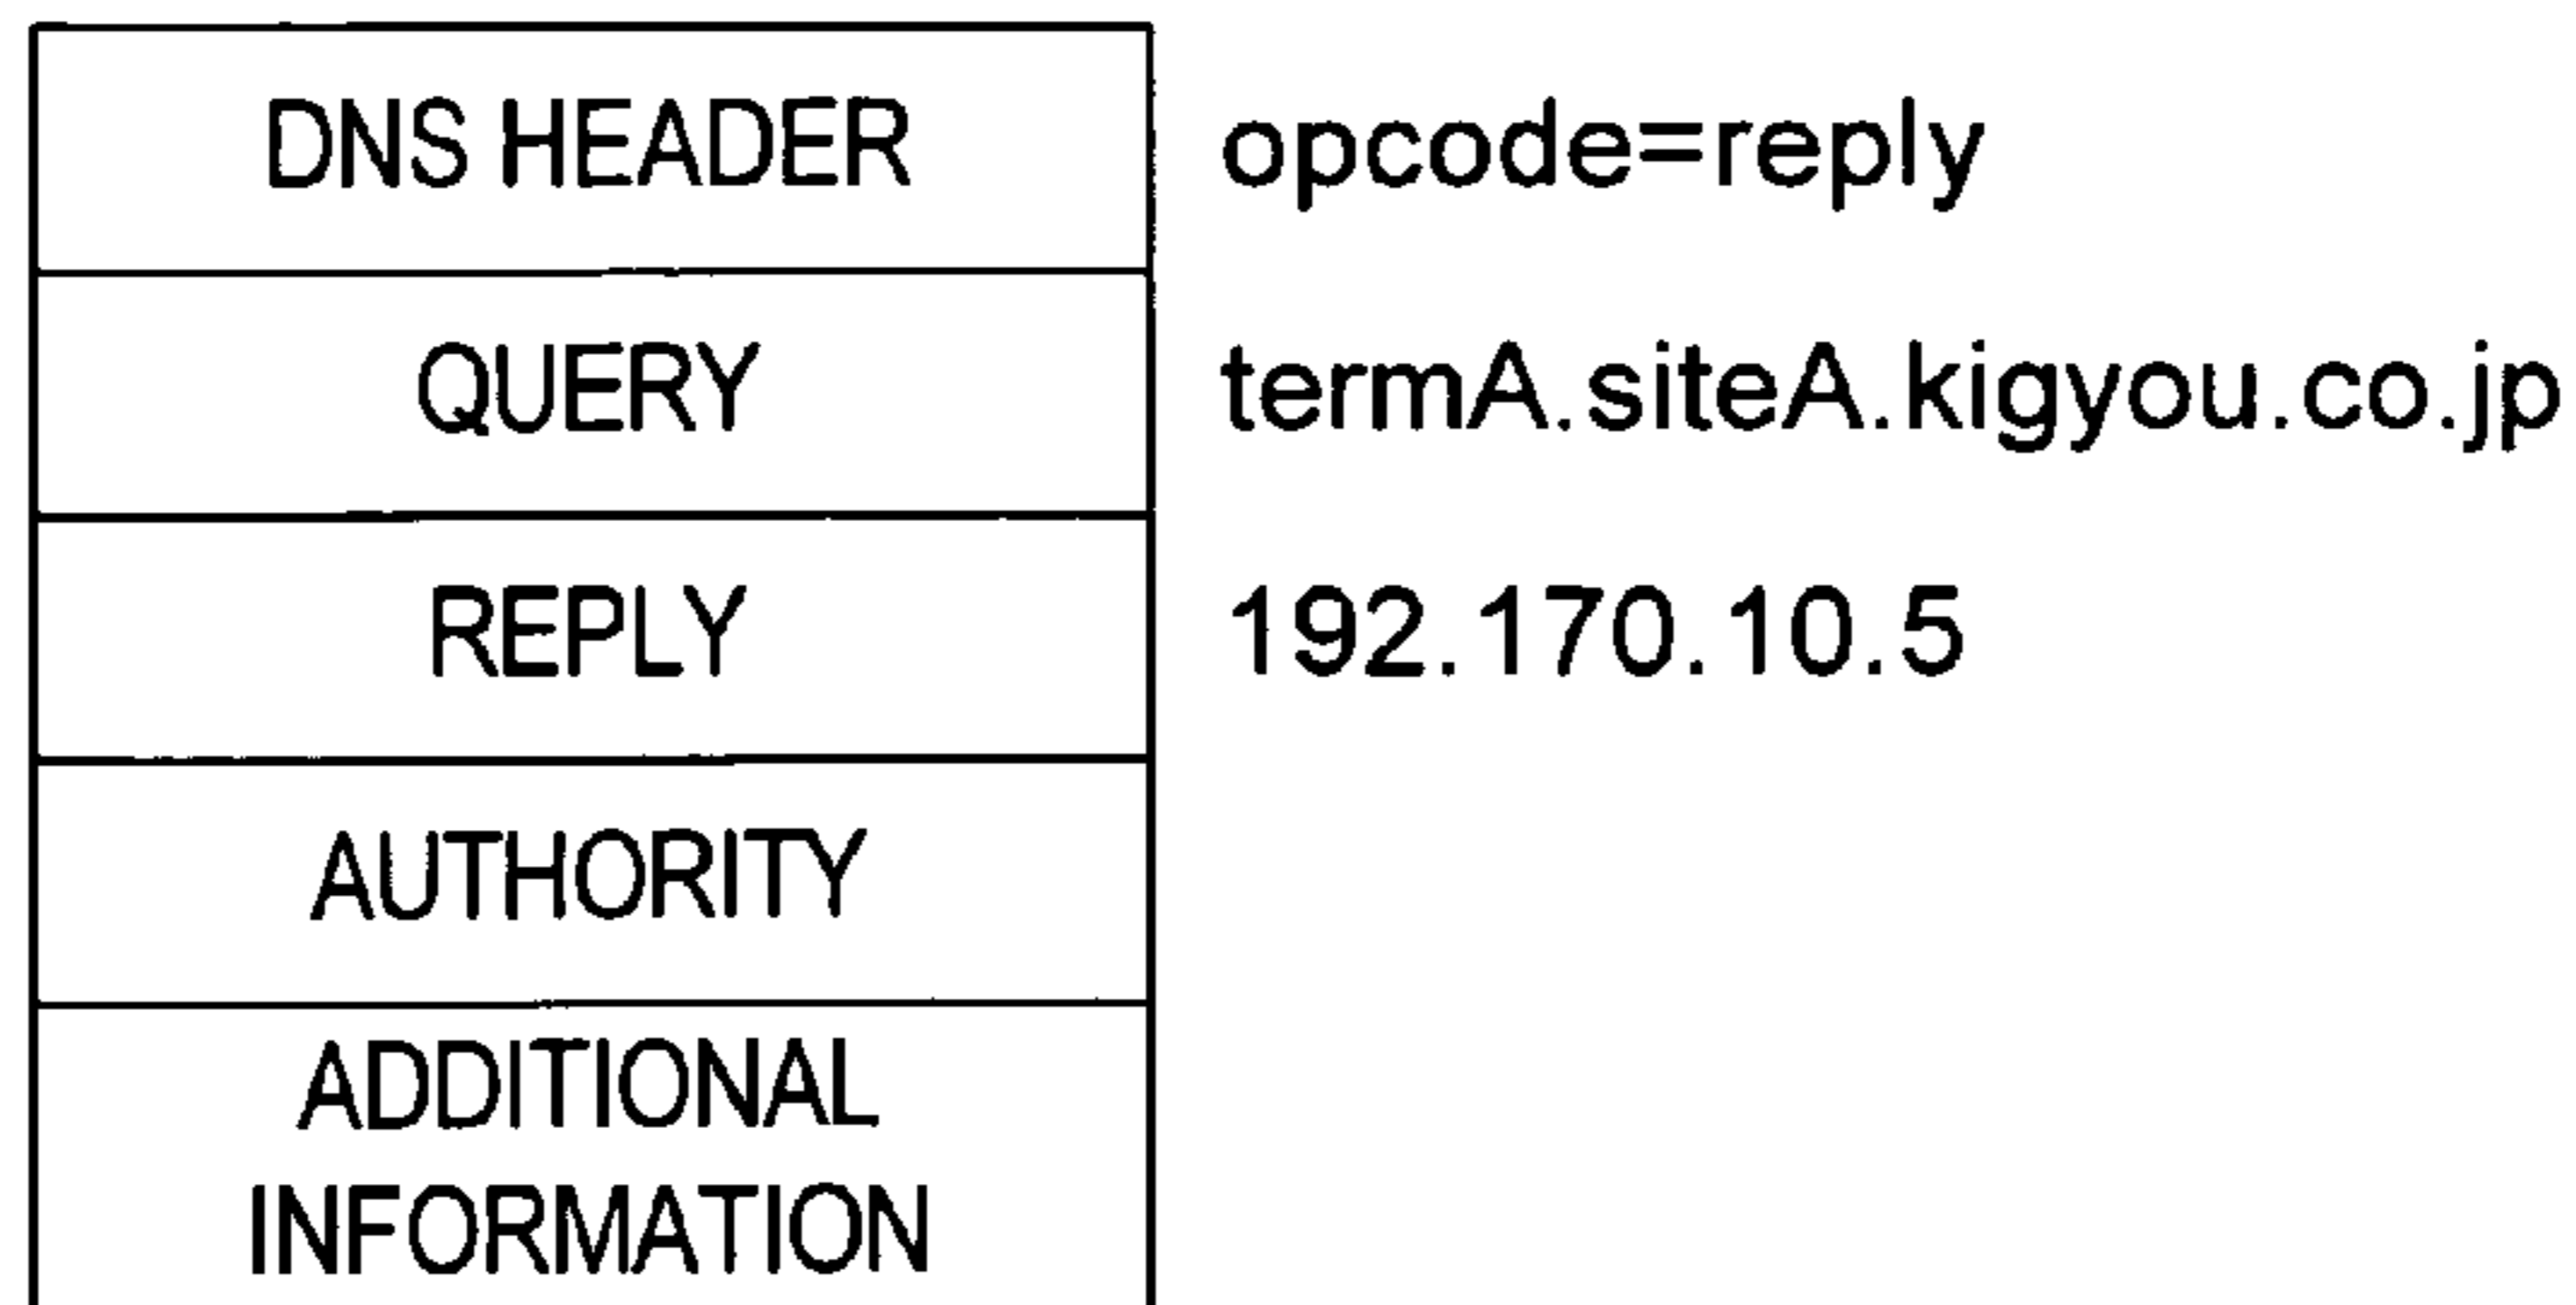 DNS HEADER opcode=reply
QUERY termA.siteA.kigyou.co.jp
REPLY 192.170.10.5
AUTHORITY
ADDITIONAL
INFORMATION